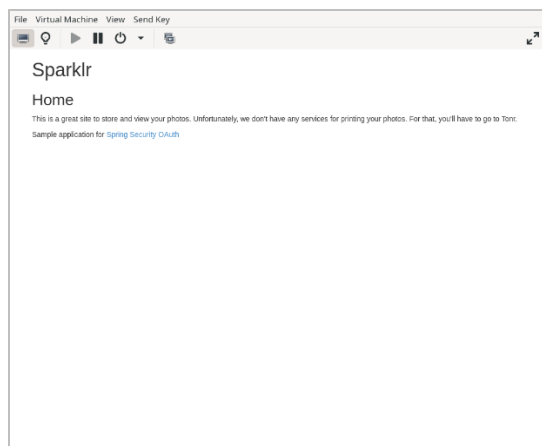 File Virtual Machine View Send Key
Sparklr
Home
This is a great site to store and view your photos. Unfortunately, we don't have any services for printing your photos. For that, you'll have to go to Tonr.
Sample application for Spring Security OAuth